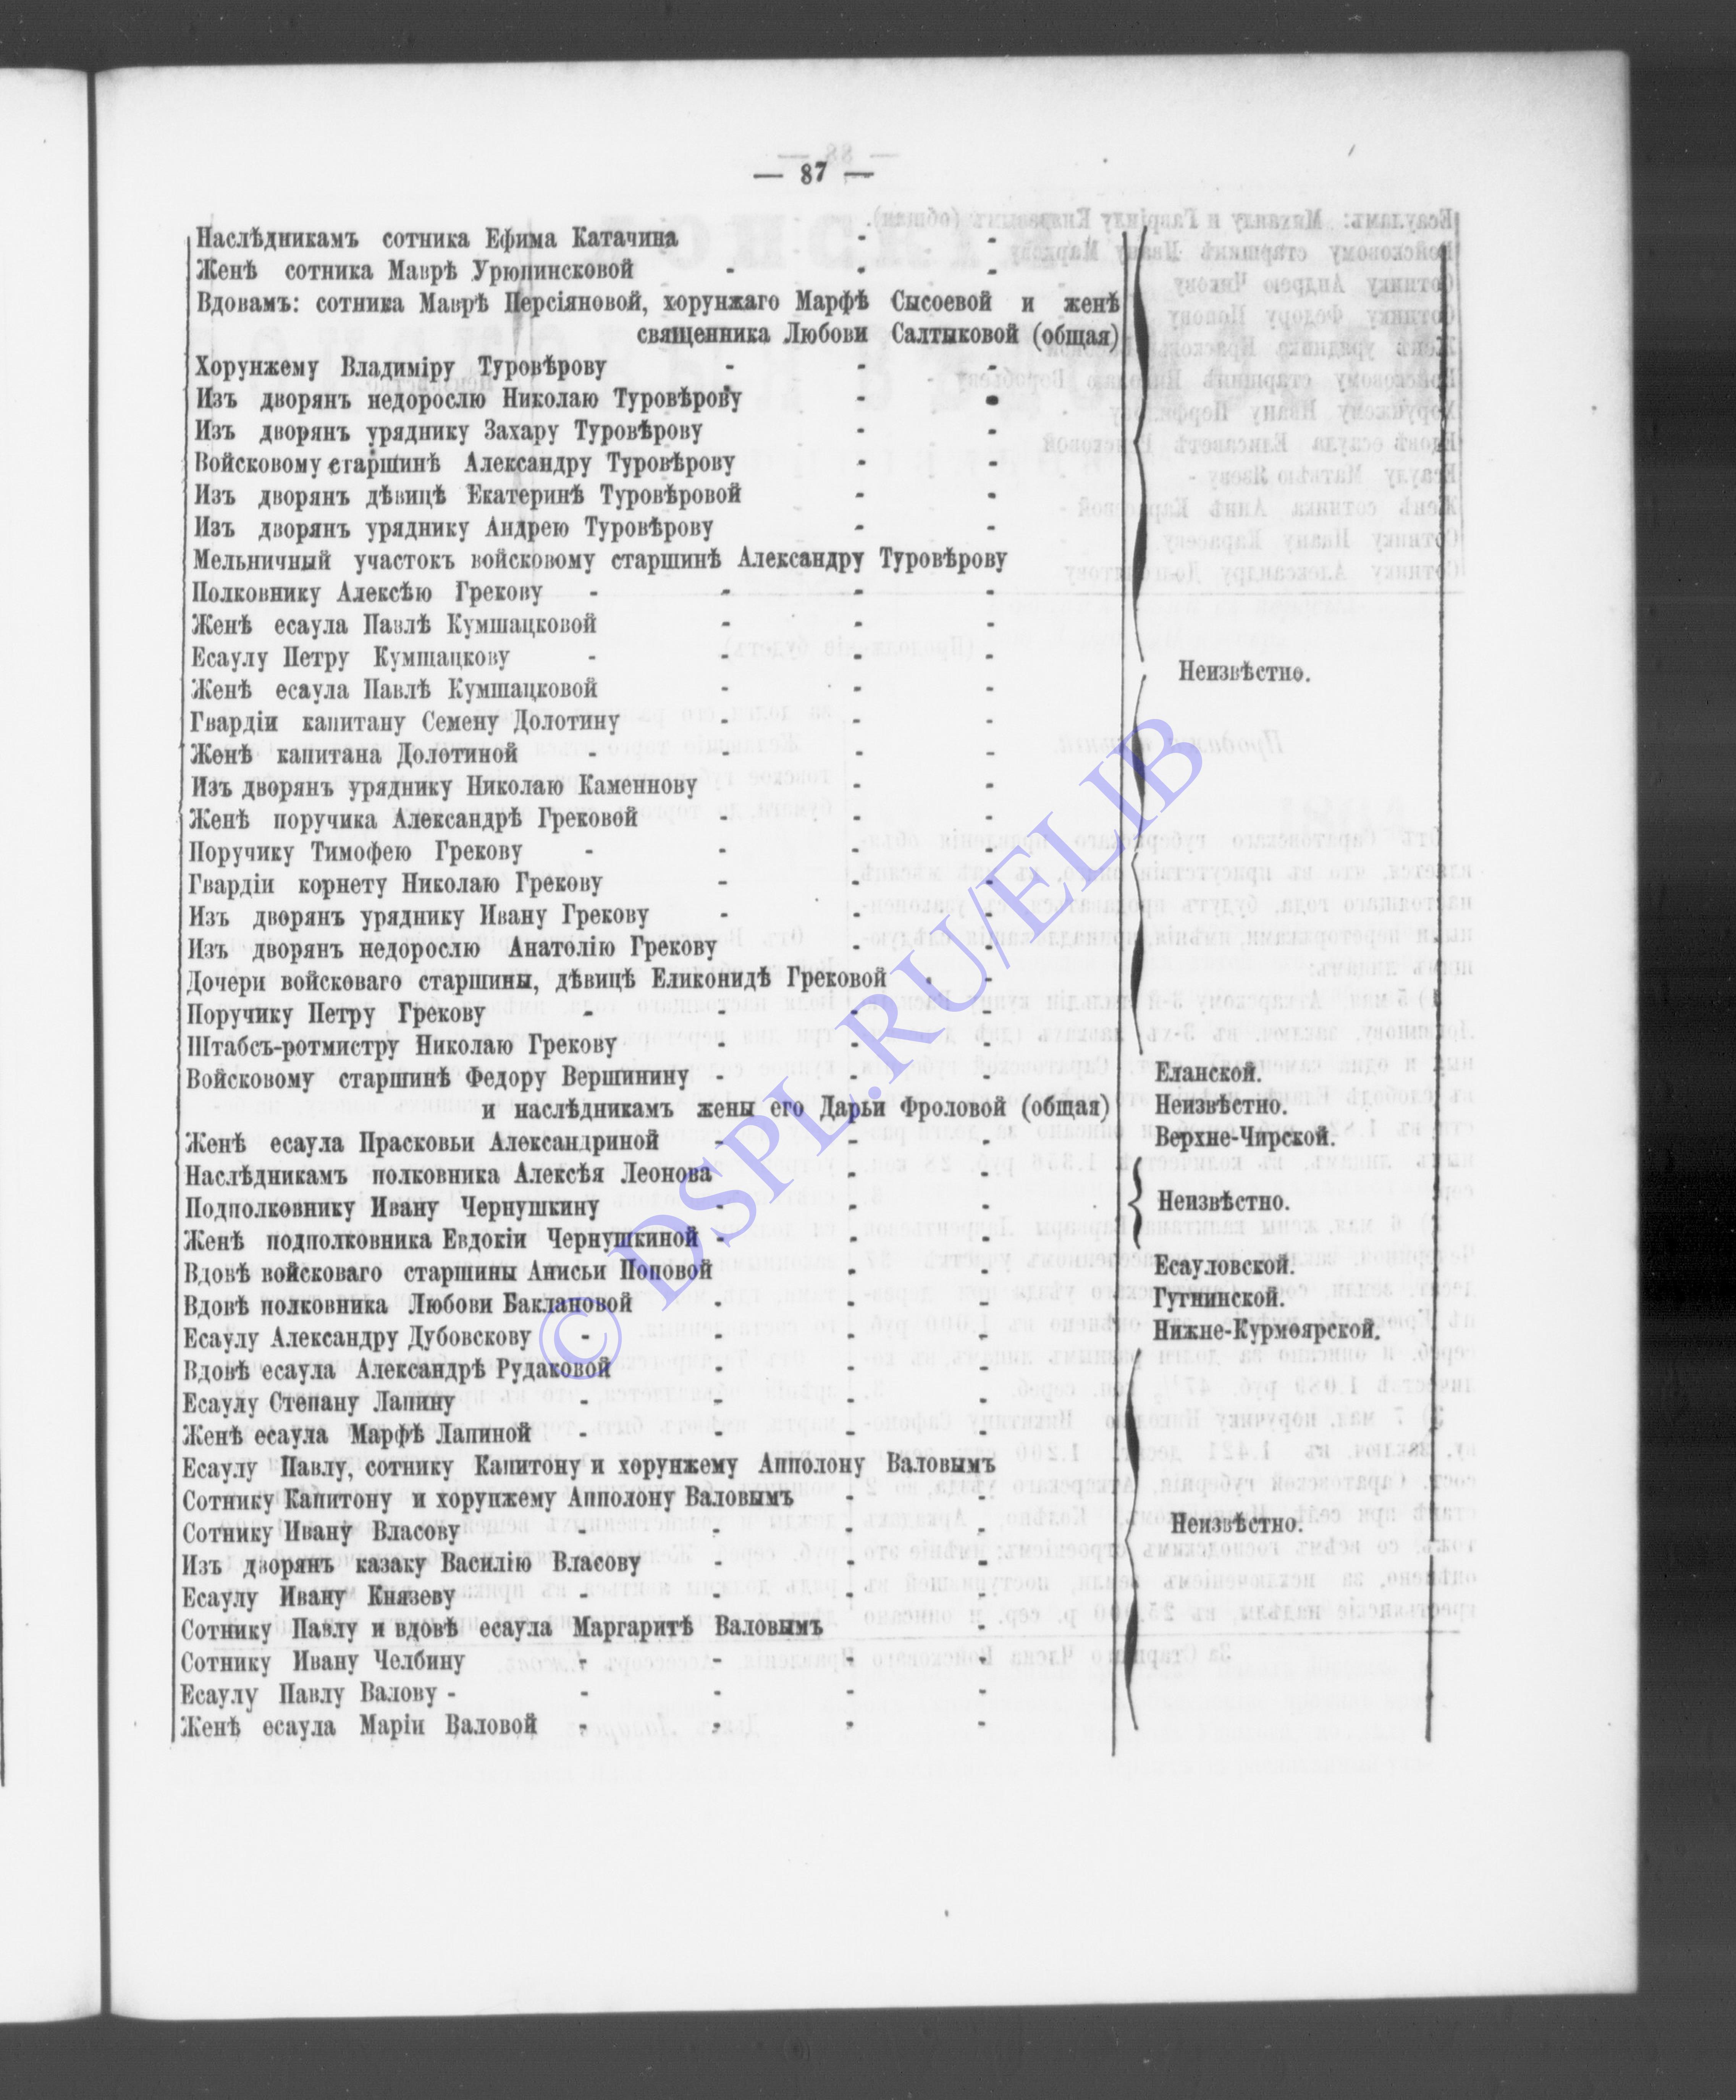 — 87 —
Наслѣдникамъ сотника Ефима Катачина - -
Женѣ сотника Маврѣ Урюпинсковой - - -
Вдовамъ: сотника Маврѣ Персіяновой, хорунжаго Марфѣ Сысоевой и женѣ
священника Любови Салтыковой (общая)
Хорунжему Владиміру Туровѣрову - - -
Изъ дворянъ недорослю Николаю Туровѣрову - -
Изъ дворянъ уряднику Захару Туровѣрову - -
Войсковому старшинѣ Александру Туровѣрову - -
Изъ дворянъ дѣвицѣ Екатеринѣ Туровѣровой - -
Изъ дворянъ уряднику Андрею Туровѣрову - -
Мельничный участокъ войсковому старшинѣ Александру Туровѣрову
Полковнику Алексѣю Грекову - - - -
Женѣ есаула Павлѣ Кумшацковой - - -
Есаулу Петру Кумшацкову - - - -
Неизвѣстно.
Женѣ есаула Павлѣ Кумшацковой - - -
Гвардіи капитану Семену Долотину - - -
Женѣ капитана Долотиной - - - -
Изъ дворянъ уряднику Николаю Каменнову - -
Женѣ поручика Александрѣ Грековой - - -
Поручику Тимофею Грекову - - - -
Гвардіи корнету Николаю Грекову - - -
Изъ дворянъ уряднику Ивану Грекову - - -
Изъ дворянъ недорослю Анатолію Грекову - -
Дочери войсковаго старшины, дѣвицѣ Еликонидѣ Грековой - -
Поручику Петру Грекову - - - -
Штабсъ-ротмистру Николаю Грекову - - -
Войсковому старшинѣ Федору Вершинину - - - Еланской.
и наслѣдникамъ жены его Дарьи Фроловой (общая) Неизвѣстно.
Женѣ есаула Прасковьи Александриной - - - Верхне-Чирской.
Наслѣдникамъ полковника Алексѣя Леонова - -
Подполковнику Ивану Чернушкину - - - Неизвѣстно.
Женѣ подполковника Евдокіи Чернушкиной - - -
Вдовѣ войсковаго старшины Анисьи Поповой - - Есауловской.
Вдовѣ полковника Любови Баклановой - - - Гугнинской.
Есаулу Александру Дубовскову - - - - Нижне-Курмоярской.
Вдовѣ есаула Александрѣ Рудаковой - - -
Есаулу Степану Лапину - - - -
Женѣ есаула Марфѣ Лапиной - - - -
Есаулу Павлу, сотнику Капитону и хорунжему Апполону Валовымъ
Сотнику Капитону и хорунжему Апполону Валовымъ - -
Сотнику Ивану Власову - - - - Неизвѣстно.
Изъ дворянъ казаку Василію Власову - - -
Есаулу Ивану Князеву - - - -
Сотнику Павлу и вдовѣ есаула Маргаритѣ Валовымъ -
Сотнику Ивану Челбину - - - -
Есаулу Павлу Валову - - - - -
Женѣ есаула Маріи Валовой - - - -
© DSPL.RU/ELIB